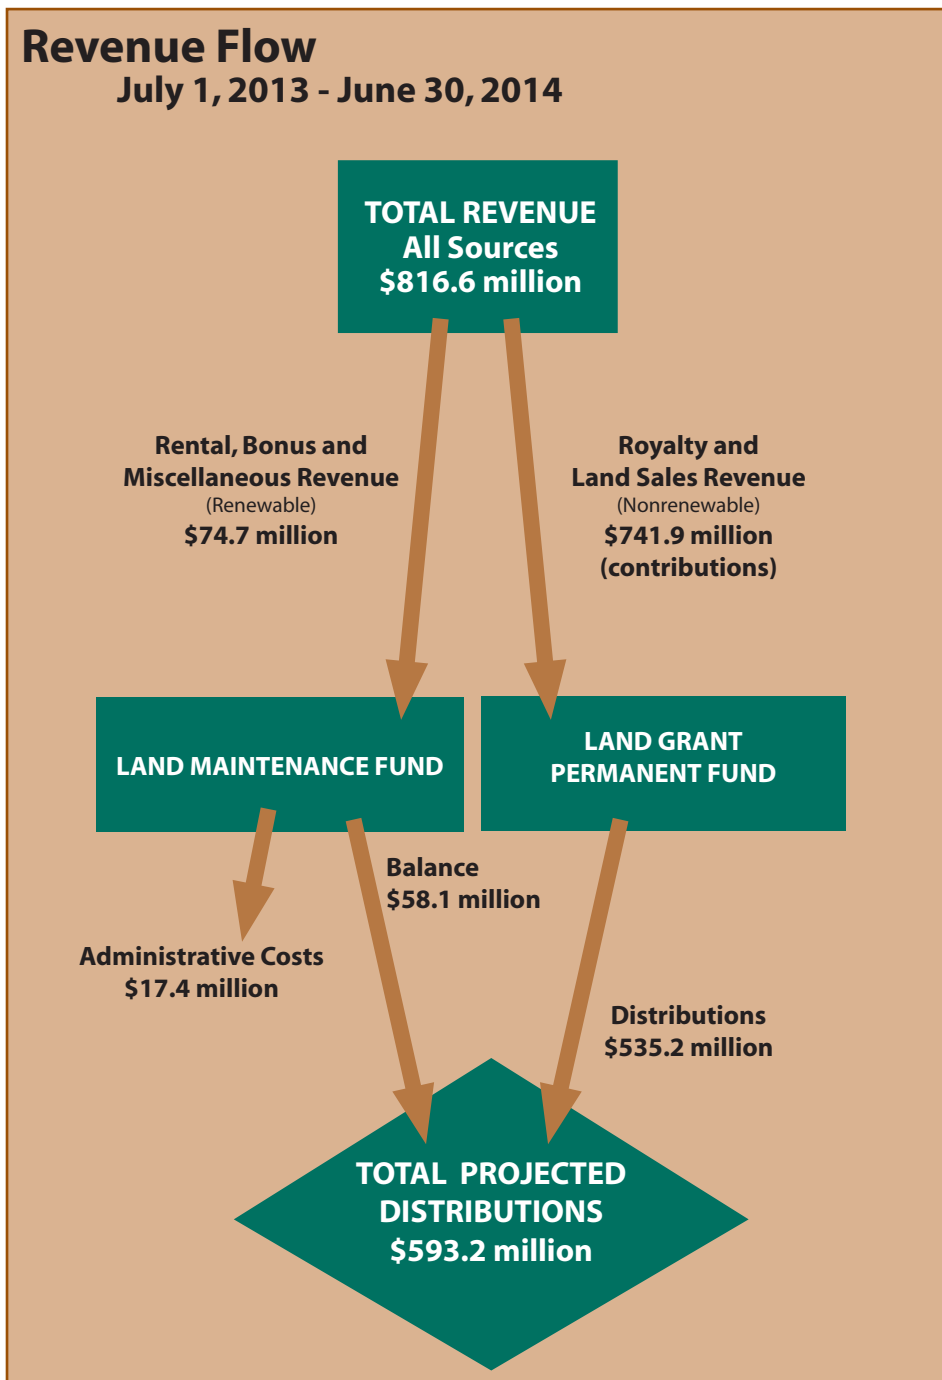 Revenue Flow
July 1, 2013 - June 30, 2014
TOTAL REVENUE
All Sources
$816.6 million
Rental, Bonus and
Miscellaneous Revenue
(Renewable)
$74.7 million
Royalty and
Land Sales Revenue
(Nonrenewable)
$741.9 million
(contributions)
LAND MAINTENANCE FUND
LAND GRANT
PERMANENT FUND
Balance
$58.1 million
Administrative Costs
$17.4 million
Distributions
$535.2 million
TOTAL PROJECTED
DISTRIBUTIONS
$593.2 million